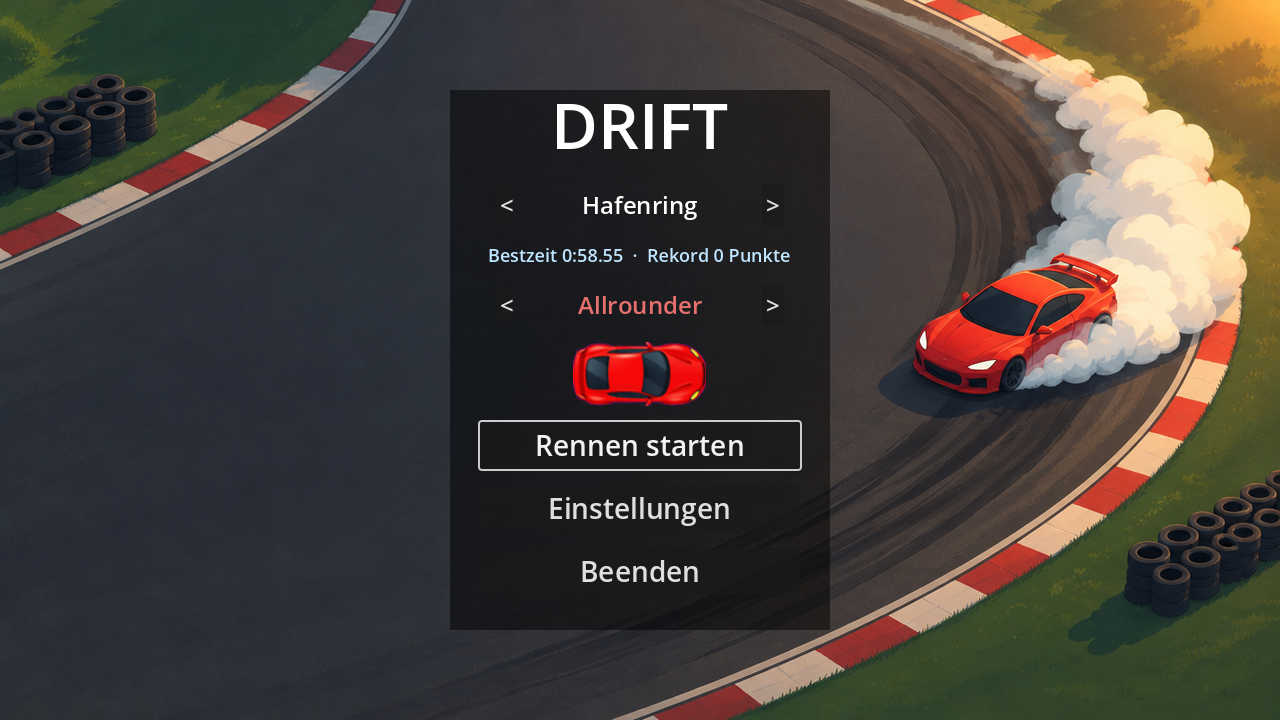 DRIFT
< Hafenring >
Bestzeit 0:58.55 · Rekord 0 Punkte
< Allrounder >
Rennen starten
Einstellungen
Beenden